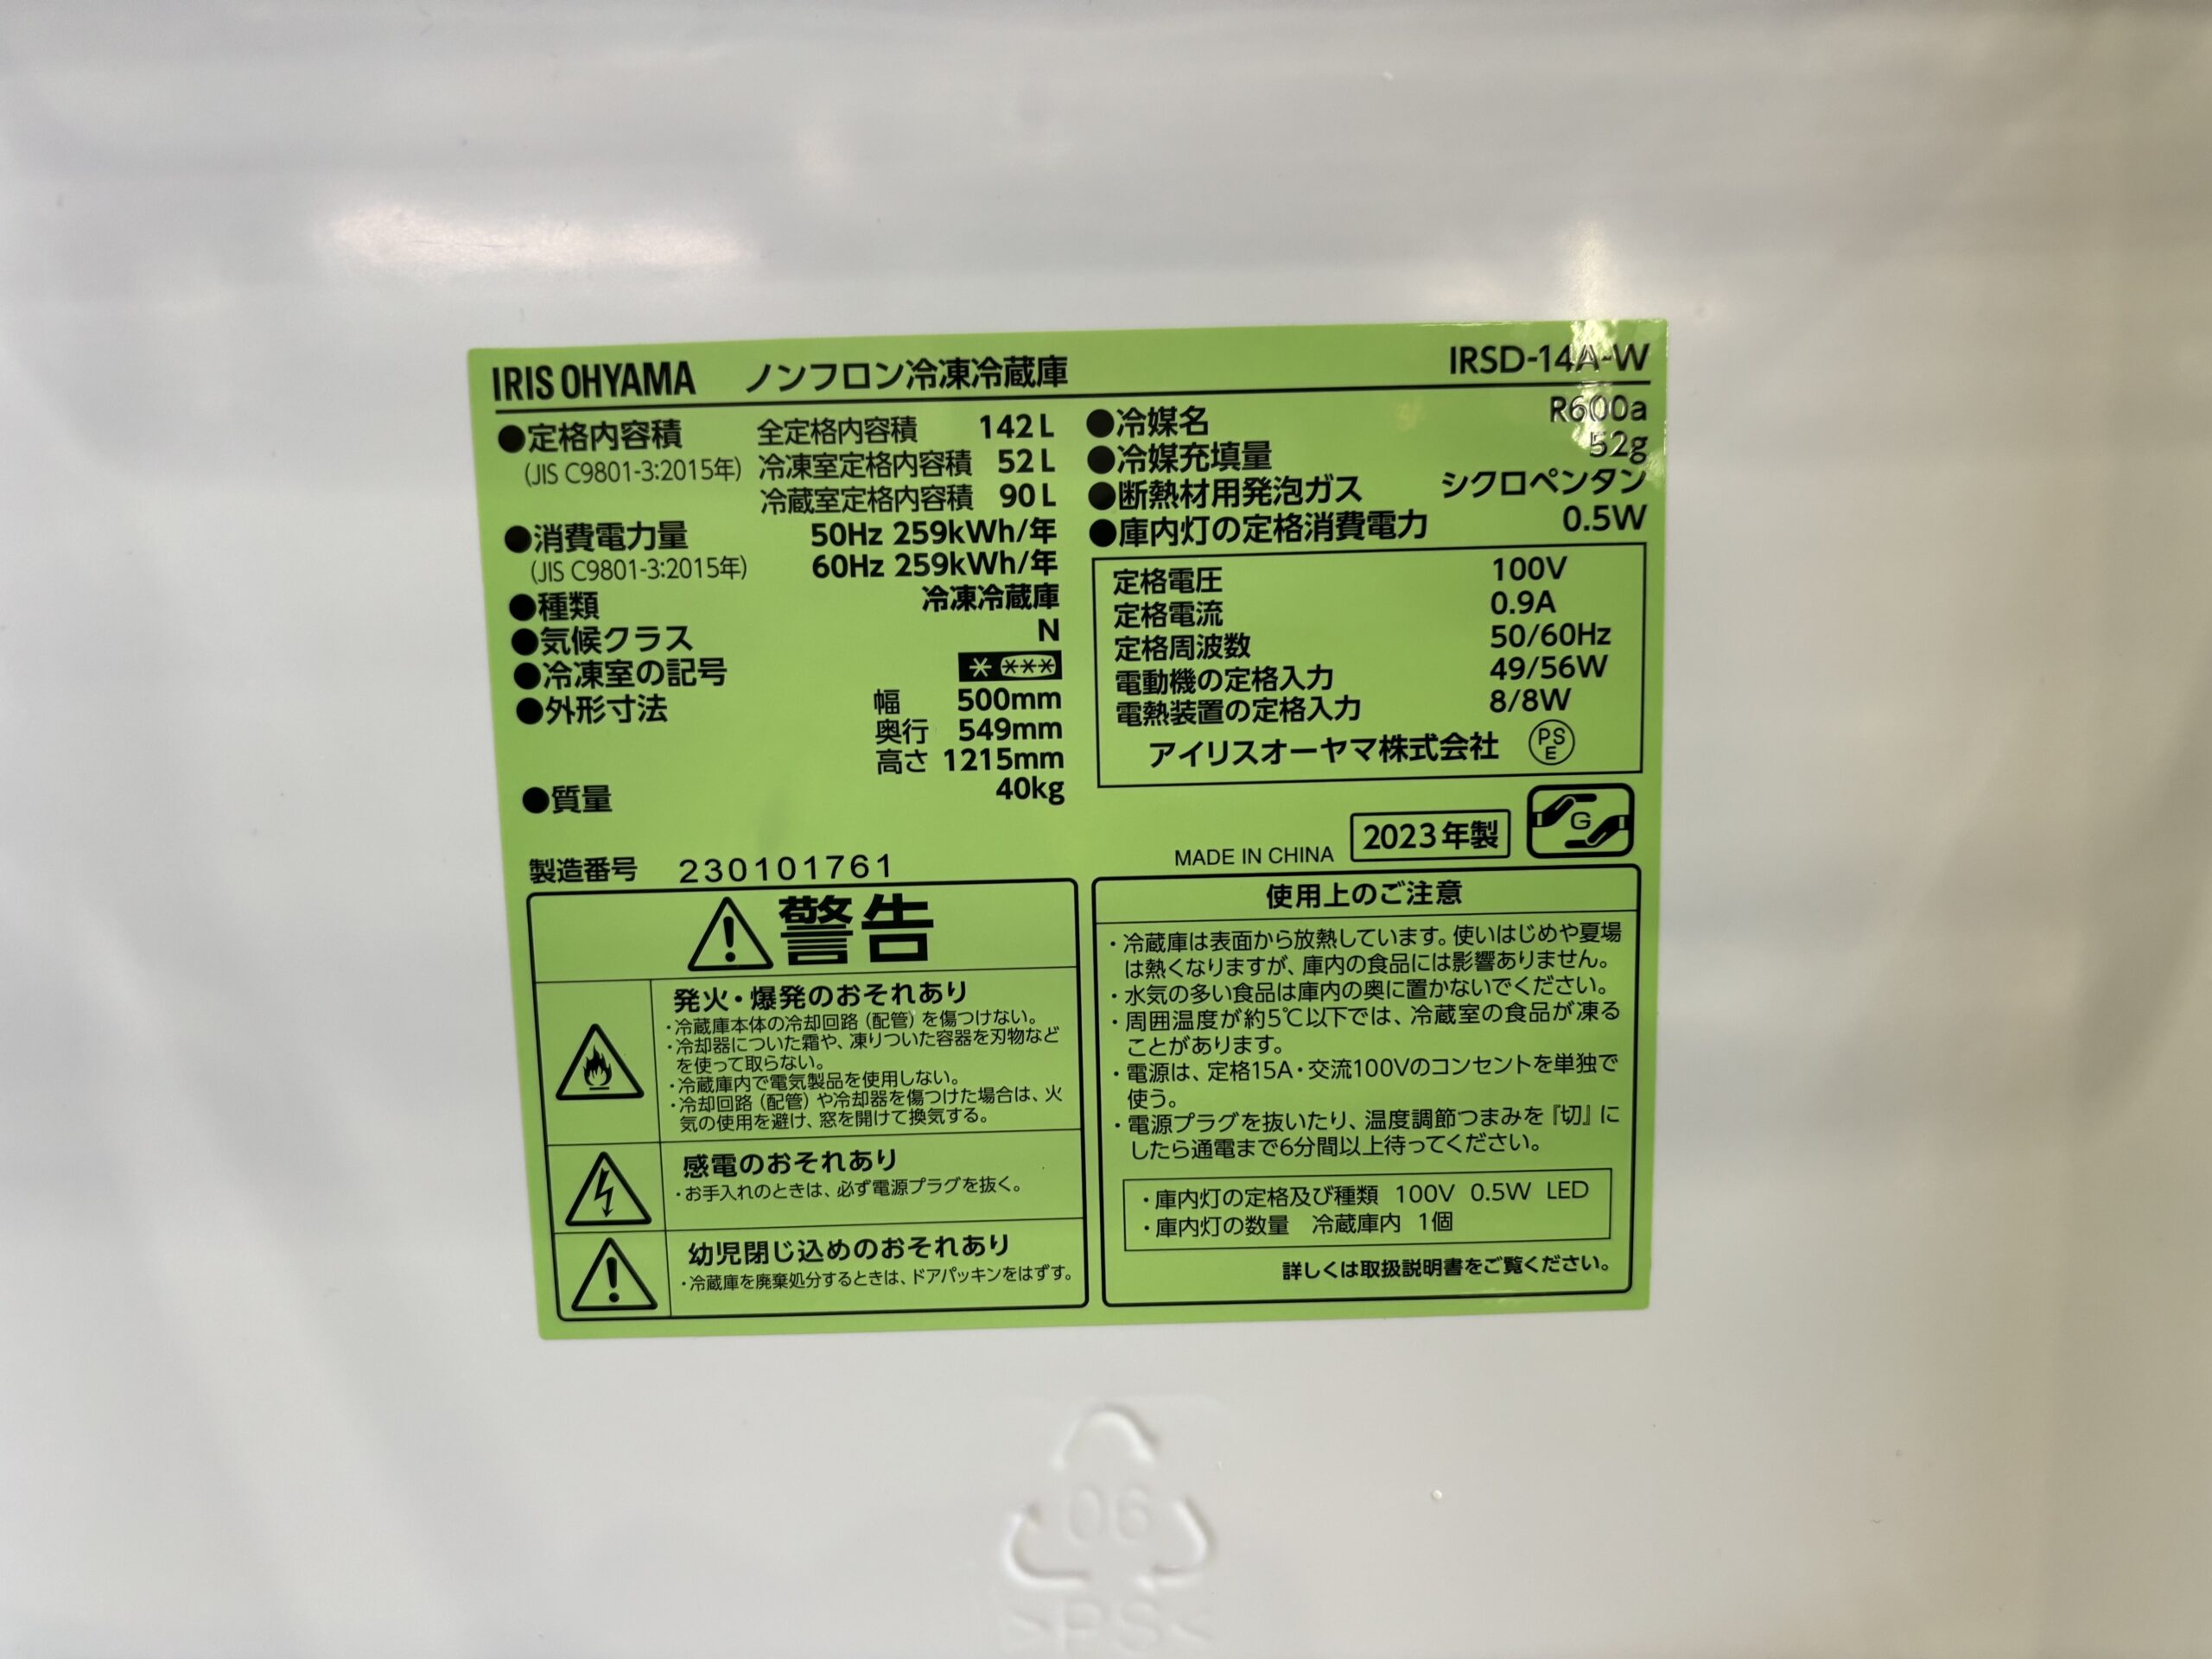 IRIS OHYAMA ノンフロン冷凍冷蔵庫 IRSD-14A-W
●定格内容積 全定格内容積 142L
(JIS C9801-3:2015年) 冷凍室定格内容積 52L
冷蔵室定格内容積 90L
●消費電力量 50Hz 259kWh/年
(JIS C9801-3:2015年) 60Hz 259kWh/年
●種類 冷凍冷蔵庫
●気候クラス N
●冷凍室の記号 * ***
●外形寸法 幅 500mm
奥行 549mm
高さ 1215mm
●質量 40kg
製造番号 230101761
●冷媒名 R600a
●冷媒充填量 52g
●断熱材用発泡ガス シクロペンタン
●庫内灯の定格消費電力 0.5W
定格電圧 100V
定格電流 0.9A
定格周波数 50/60Hz
電動機の定格入力 49/56W
電熱装置の定格入力 8/8W
アイリスオーヤマ株式会社 PSE
MADE IN CHINA 2023年製 G
警告
発火・爆発のおそれあり
・冷蔵庫本体の冷却回路（配管）を傷つけない。
・冷却器についた霜や、凍りついた容器を刃物など
を使って取らない。
・冷蔵庫内で電気製品を使用しない。
・冷却回路（配管）や冷却器を傷つけた場合は、火
気の使用を避け、窓を開けて換気する。
感電のおそれあり
・お手入れのときは、必ず電源プラグを抜く。
幼児閉じ込めのおそれあり
・冷蔵庫を廃棄処分するときは、ドアパッキンをはずす。
使用上のご注意
・冷蔵庫は表面から放熱しています。使いはじめや夏場
は熱くなりますが、庫内の食品には影響ありません。
・水気の多い食品は庫内の奥に置かないでください。
・周囲温度が約5℃以下では、冷蔵室の食品が凍る
ことがあります。
・電源は、定格15A・交流100Vのコンセントを単独で
使う。
・電源プラグを抜いたり、温度調節つまみを『切』に
したら通電まで6分間以上待ってください。
・庫内灯の定格及び種類 100V 0.5W LED
・庫内灯の数量 冷蔵庫内 1個
詳しくは取扱説明書をご覧ください。
06
>PS<